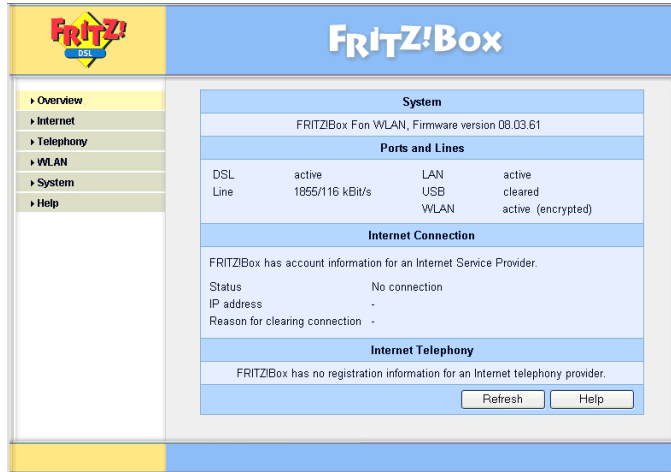 FRITZ!
DSL
FRITZ!BOX
Overview
Internet
Telephony
WLAN
System
Help
System
FRITZ!Box Fon WLAN, Firmware version 08.03.61
Ports and Lines
DSL active LAN active
Line 1855/116 kBit/s USB cleared
WLAN active (encrypted)
Internet Connection
FRITZ!Box has account information for an Internet Service Provider.
Status No connection
IP address -
Reason for clearing connection -
Internet Telephony
FRITZ!Box has no registration information for an Internet telephony provider.
Refresh Help